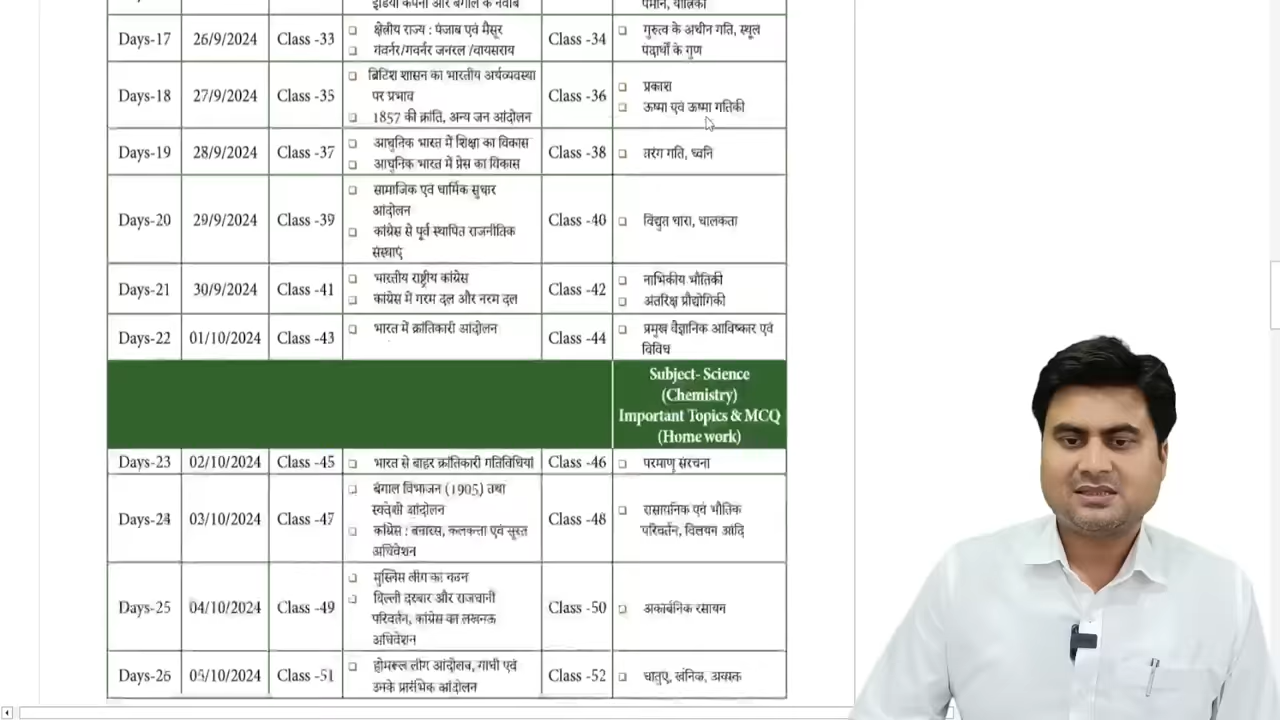 इंडिया कंपनी और बंगाल के नवाब
Days-17 26/9/2024 Class -33 ❑ क्षेत्रीय राज्य : पंजाब एवं मैसूर ❑ गवर्नर/गवर्नर जनरल /वायसराय Class -34 ❑ गुरुत्व के अधीन गति, स्थूल
पदार्थों के गुण
Days-18 27/9/2024 Class -35 ❑ ब्रिटिश शासन का भारतीय अर्थव्यवस्था
पर प्रभाव
❑ 1857 की क्रांति, अन्य जन आंदोलन
Class -36 ❑ प्रकाश
❑ ऊष्मा एवं ऊष्मा गतिकी
Days-19 28/9/2024 Class -37 ❑ आधुनिक भारत में शिक्षा का विकास
❑ आधुनिक भारत में प्रेस का विकास
Class -38 ❑ तरंग गति, ध्वनि
Days-20 29/9/2024 Class -39 ❑ सामाजिक एवं धार्मिक सुधार
आंदोलन
❑ कांग्रेस से पूर्व स्थापित राजनीतिक
संस्थाएं
Class -40 ❑ विद्युत धारा, चालकता
Days-21 30/9/2024 Class -41 ❑ भारतीय राष्ट्रीय कांग्रेस
❑ कांग्रेस में गरम दल और नरम दल
Class -42 ❑ नाभिकीय भौतिकी
❑ अंतरिक्ष प्रौद्योगिकी
Days-22 01/10/2024 Class -43 ❑ भारत में क्रांतिकारी आंदोलन
Class -44 ❑ प्रमुख वैज्ञानिक आविष्कार एवं
विविध
Subject- Science
(Chemistry)
Important Topics & MCQ
(Home work)
Days-23 02/10/2024 Class -45 ❑ भारत से बाहर क्रांतिकारी गतिविधियां
Class -46 ❑ परमाणु संरचना
Days-24 03/10/2024 Class -47 ❑ बंगाल विभाजन (1905) तथा
स्वदेशी आंदोलन
❑ कांग्रेस : बनारस, कलकत्ता एवं सूरत
अधिवेशन
Class -48 ❑ रासायनिक एवं भौतिक
परिवर्तन, विलयन आदि
Days-25 04/10/2024 Class -49 ❑ मुस्लिम लीग का गठन
❑ दिल्ली दरबार और राजधानी
परिवर्तन, कांग्रेस का लखनऊ
अधिवेशन
Class -50 ❑ अकार्बनिक रसायन
Days-26 05/10/2024 Class -51 ❑ होमरूल लीग आंदोलन, गांधी एवं
उनके प्रारंभिक आंदोलन
Class -52 ❑ धातुएं, खनिज, अयस्क